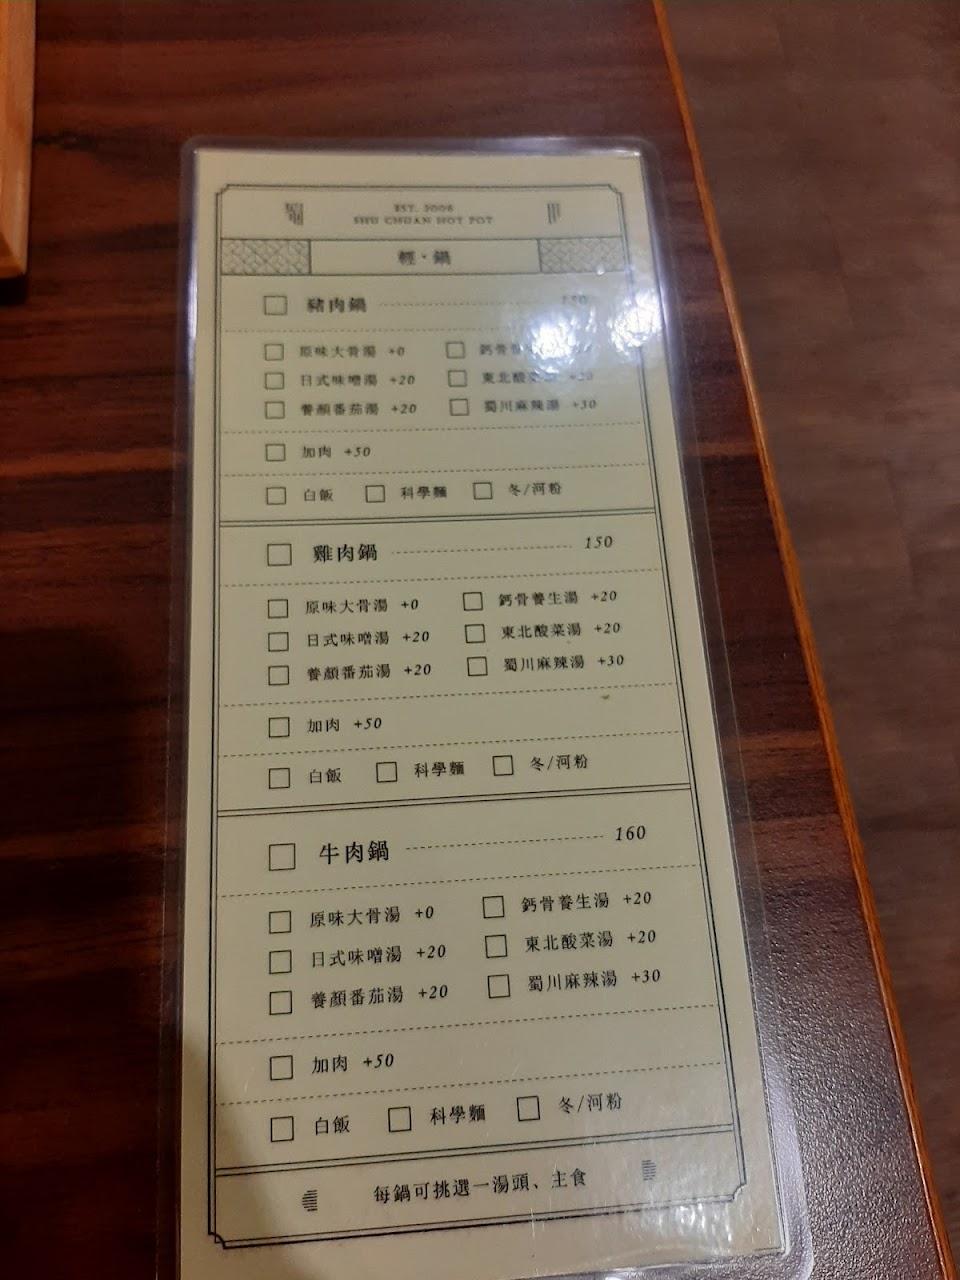 EST. 2008
SHU CHUAN HOT POT
輕·鍋
豬肉鍋 150
原味大骨湯 +0 鈣骨
日式味噌湯 +20 東北酸 +20
養顏番茄湯 +20 蜀川麻辣湯 +30
加肉 +50
白飯 科學麵 冬/河粉
雞肉鍋 150
原味大骨湯 +0 鈣骨養生湯 +20
日式味噌湯 +20 東北酸菜湯 +20
養顏番茄湯 +20 蜀川麻辣湯 +30
加肉 +50
白飯 科學麵 冬/河粉
牛肉鍋 160
原味大骨湯 +0 鈣骨養生湯 +20
日式味噌湯 +20 東北酸菜湯 +20
養顏番茄湯 +20 蜀川麻辣湯 +30
加肉 +50
白飯 科學麵 冬/河粉
每鍋可挑選一湯頭、主食